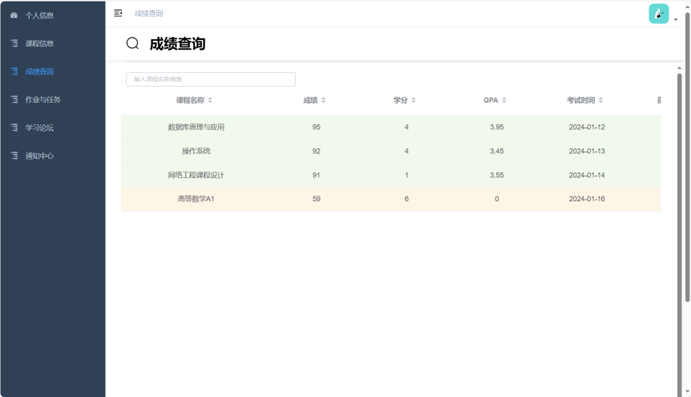 个人信息
课程信息
成绩查询
作业与任务
学习论坛
通知中心
成绩查询
成绩查询
输入课程名称搜索
课程名称 成绩 学分 GPA 考试时间
数据库原理与应用 95 4 3.95 2024-01-12
操作系统 92 4 3.45 2024-01-13
网络工程课程设计 91 1 3.55 2024-01-14
高等数学A1 59 6 0 2024-01-16